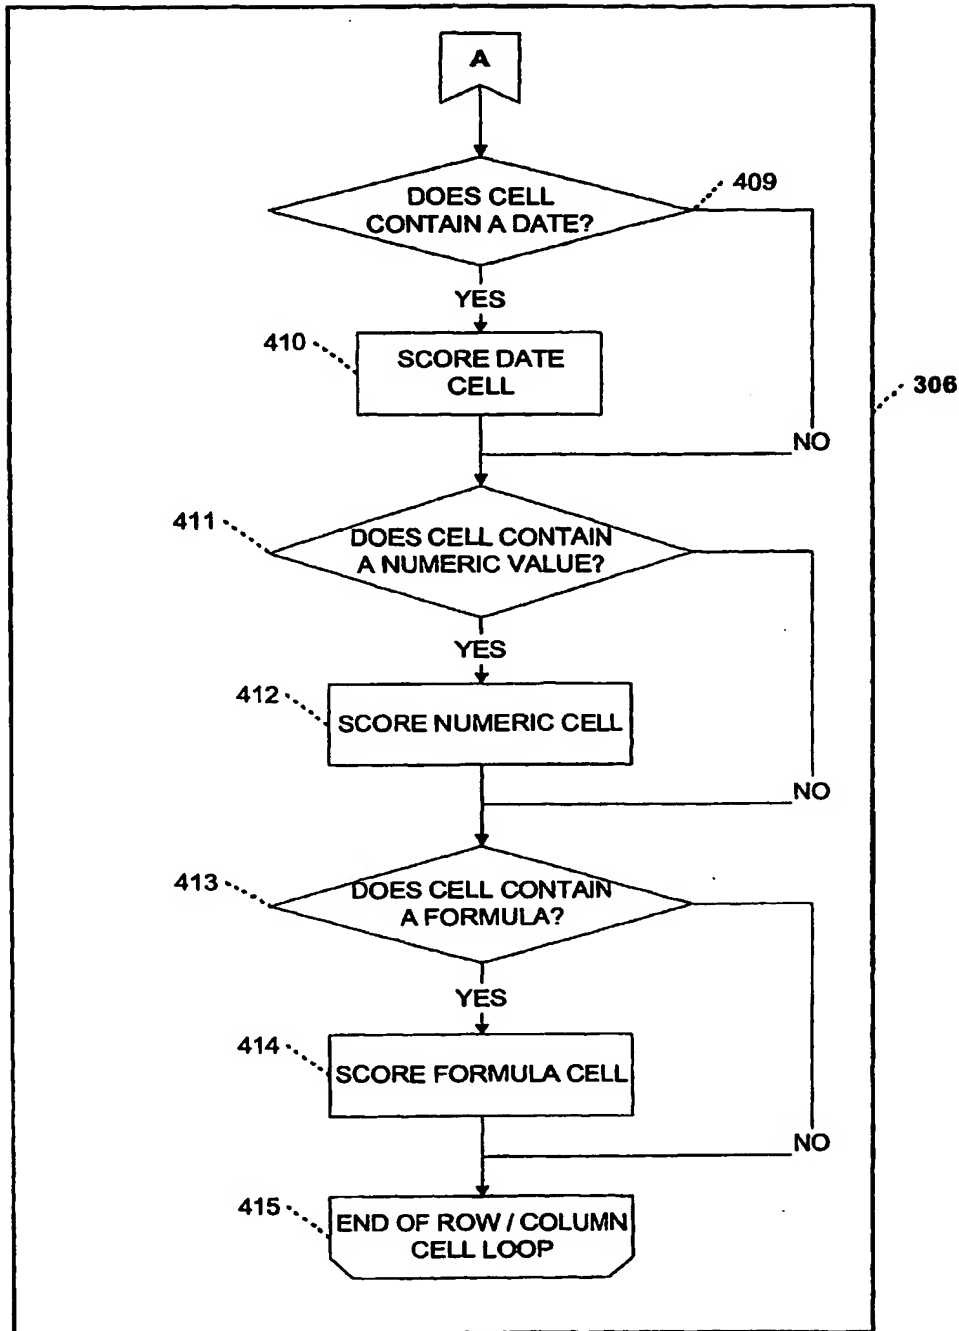 A
DOES CELL
CONTAIN A DATE?
409
YES
410
SCORE DATE
CELL
306
NO
411
DOES CELL CONTAIN
A NUMERIC VALUE?
YES
412
SCORE NUMERIC CELL
NO
413
DOES CELL CONTAIN
A FORMULA?
YES
414
SCORE FORMULA CELL
NO
415
END OF ROW / COLUMN
CELL LOOP